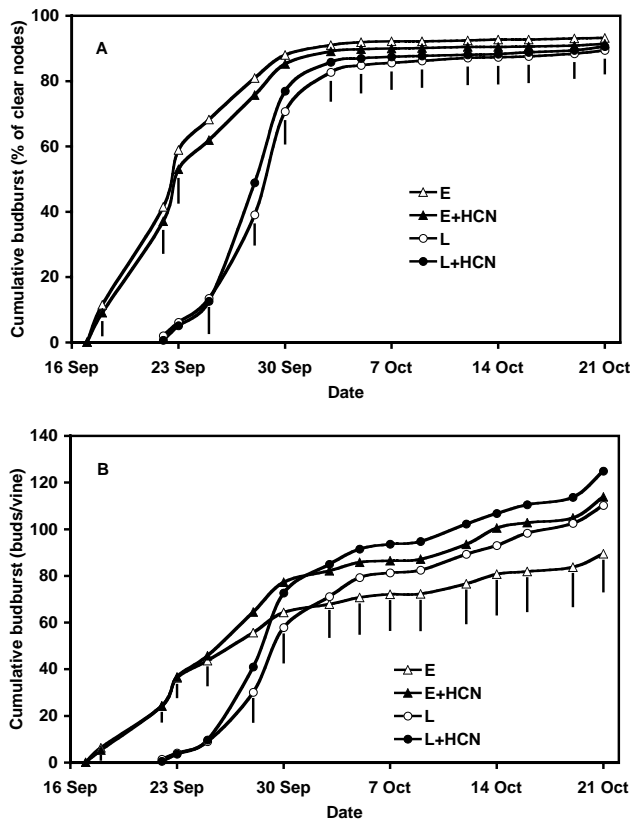 100
A
80
60
40
20
0
Cumulative budburst (% of clear nodes)
E
E+HCN
L
L+HCN
16 Sep 23 Sep 30 Sep 7 Oct 14 Oct 21 Oct
Date
140
B
120
100
80
60
40
20
0
Cumulative budburst (buds/vine)
E
E+HCN
L
L+HCN
16 Sep 23 Sep 30 Sep 7 Oct 14 Oct 21 Oct
Date